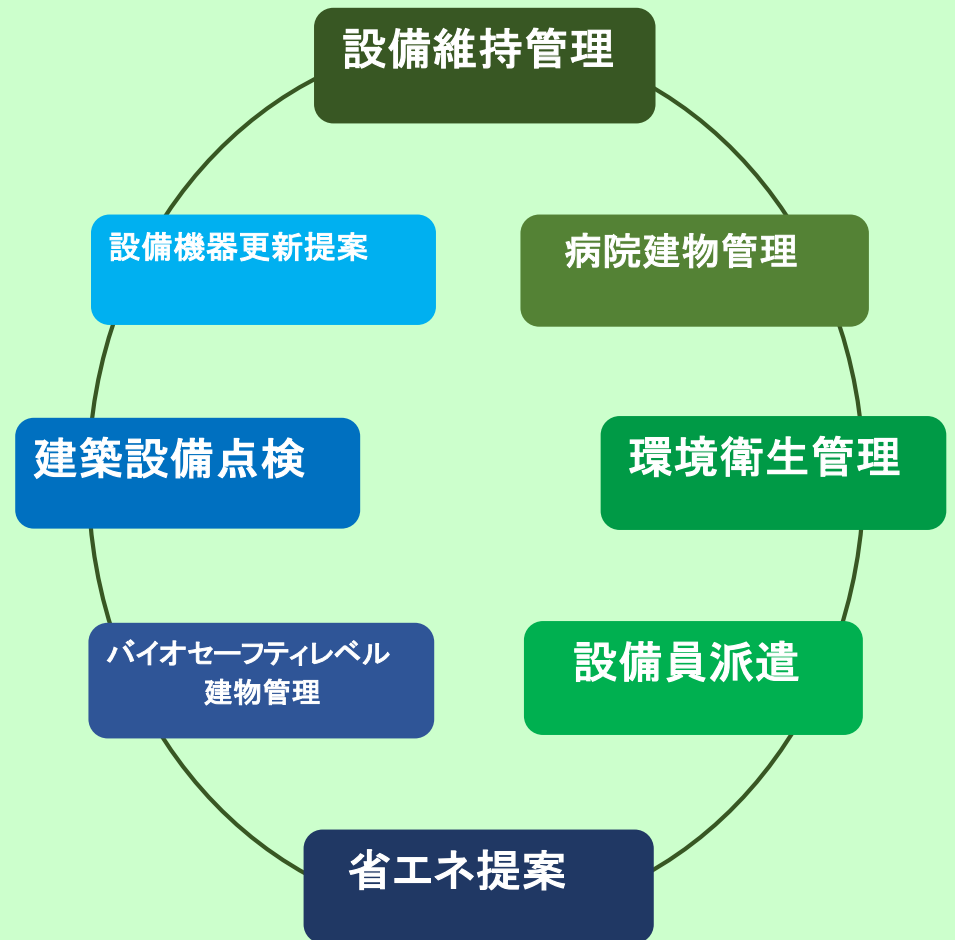 設備維持管理
設備機器更新提案
病院建物管理
建築設備点検
環境衛生管理
バイオセーフティレベル
建物管理
設備員派遣
省エネ提案